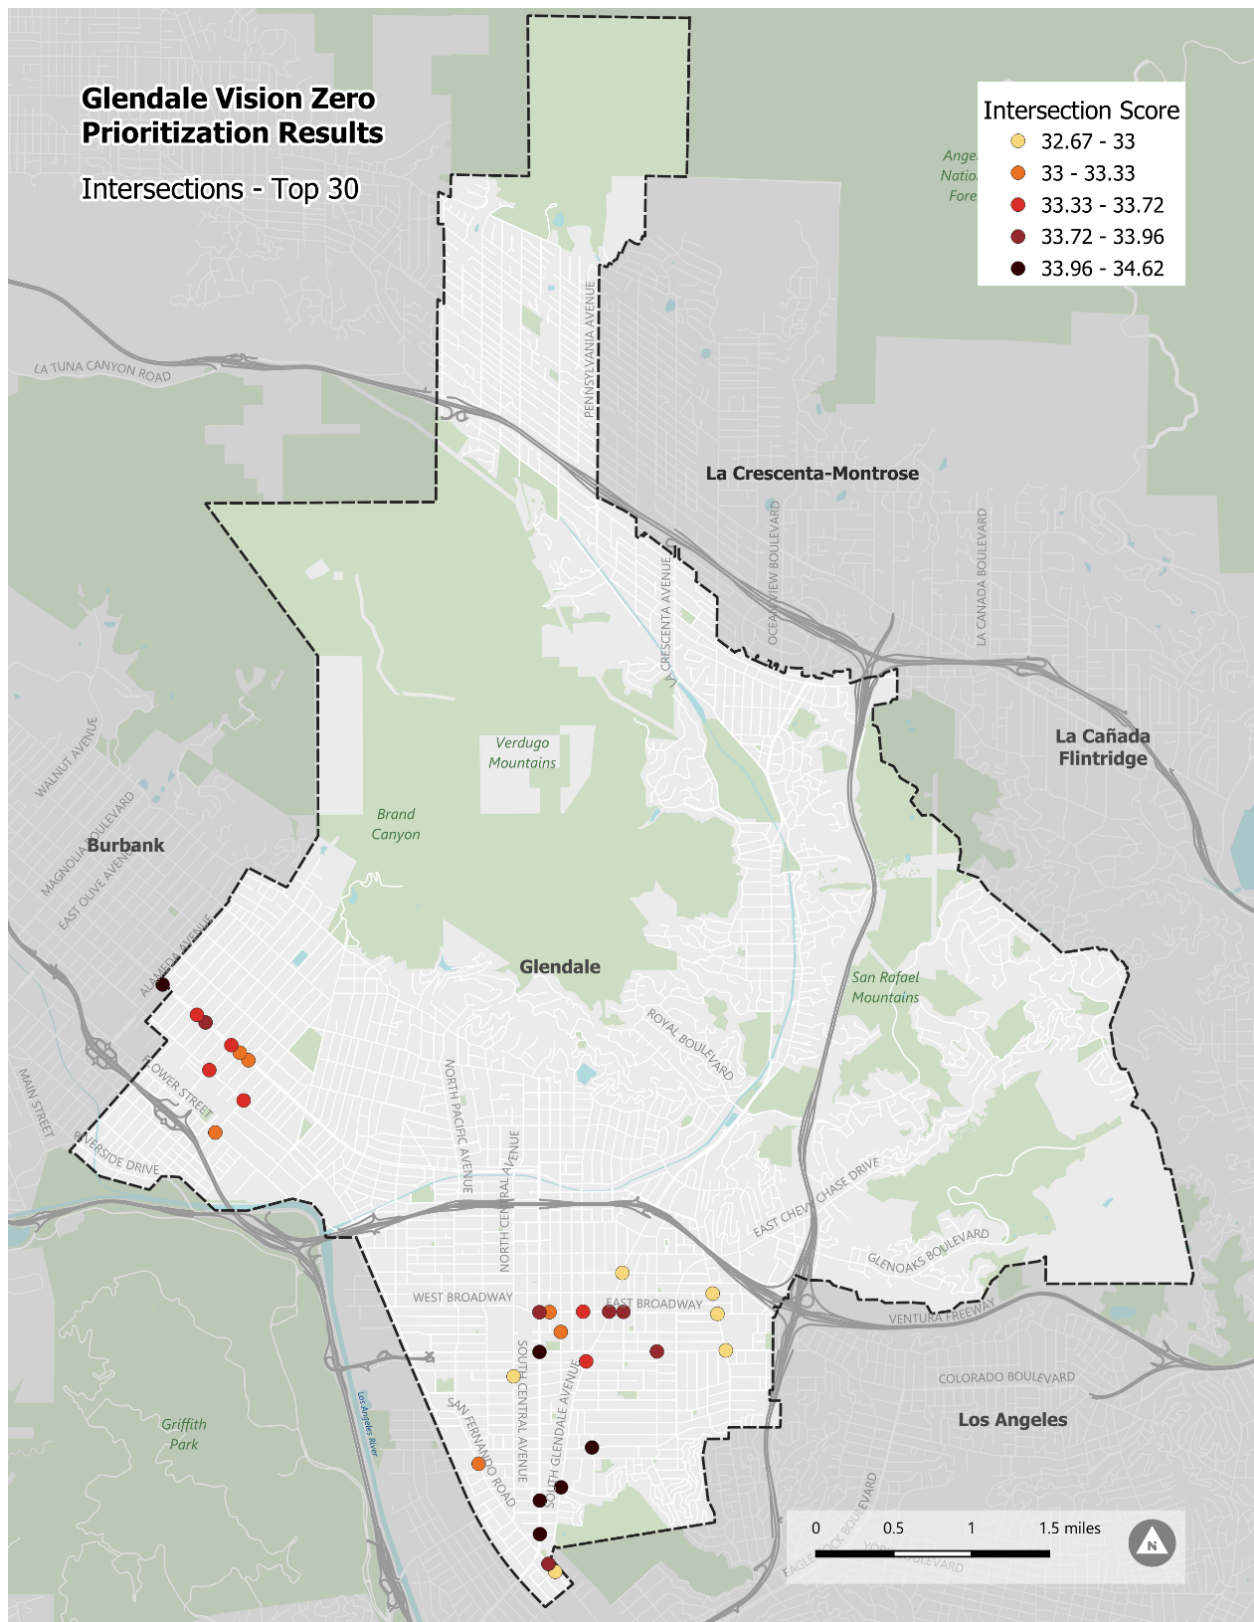 Glendale Vision Zero
Prioritization Results
Intersections - Top 30
Intersection Score
32.67 - 33
33 - 33.33
33.33 - 33.72
33.72 - 33.96
33.96 - 34.62
PENNSYLVANIA AVENUE
LA TUNA CANYON ROAD
La Crescenta-Montrose
OCEAN VIEW BOULEVARD
LA CANADA BOULEVARD
LA CRESCENTA AVENUE
Verdugo
Mountains
La Cañada
Flintridge
WALNUT AVENUE
MAGNOLIA BOULEVARD
EAST OLIVE AVENUE
Burbank
Brand
Canyon
ALAMEDA AVENUE
Glendale
San Rafael
Mountains
ROYAL BOULEVARD
MAIN STREET
FLOWER STREET
RIVERSIDE DRIVE
NORTH PACIFIC AVENUE
NORTH CENTRAL AVENUE
EAST CHEVY CHASE DRIVE
GLENOAKS BOULEVARD
WEST BROADWAY
EAST BROADWAY
VENTURA FREEWAY
COLORADO BOULEVARD
SOUTH CENTRAL AVENUE
SOUTH GLENDALE AVENUE
SAN FERNANDO ROAD
Los Angeles River
Griffith
Park
Los Angeles
EAGLE ROCK BOULEVARD
YORK BOULEVARD
0 0.5 1 1.5 miles
N